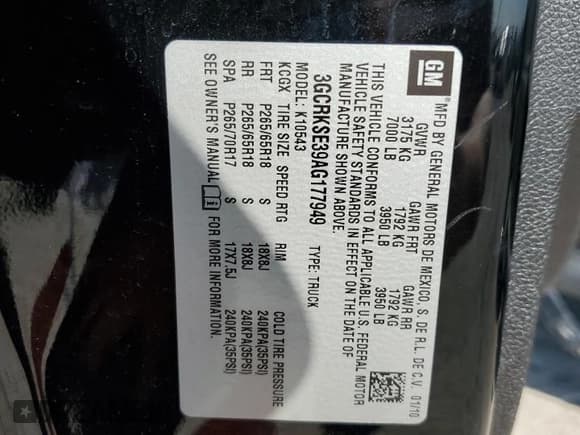 GM
MFD BY GENERAL MOTORS DE MEXICO, S. DE R.L. DE C.V. 01/10
GVWR GAWR FRT GAWR RR
3175 KG 1792 KG 1792 KG
7000 LB 3950 LB 3950 LB
THIS VEHICLE CONFORMS TO ALL APPLICABLE U.S. FEDERAL MOTOR
VEHICLE SAFETY STANDARDS IN EFFECT ON THE DATE OF
MANUFACTURE SHOWN ABOVE.
3GCRKSE39AG177949 TYPE: TRUCK
MODEL: K10543
KCGX TIRE SIZE SPEED RTG RIM COLD TIRE PRESSURE
FRT P265/65R18 S 18X8J 240KPA(35PSI)
RR P265/65R18 S 18X8J 240KPA(35PSI)
SPA P265/70R17 S 17X7.5J 240KPA(35PSI)
SEE OWNER'S MANUAL FOR MORE INFORMATION.